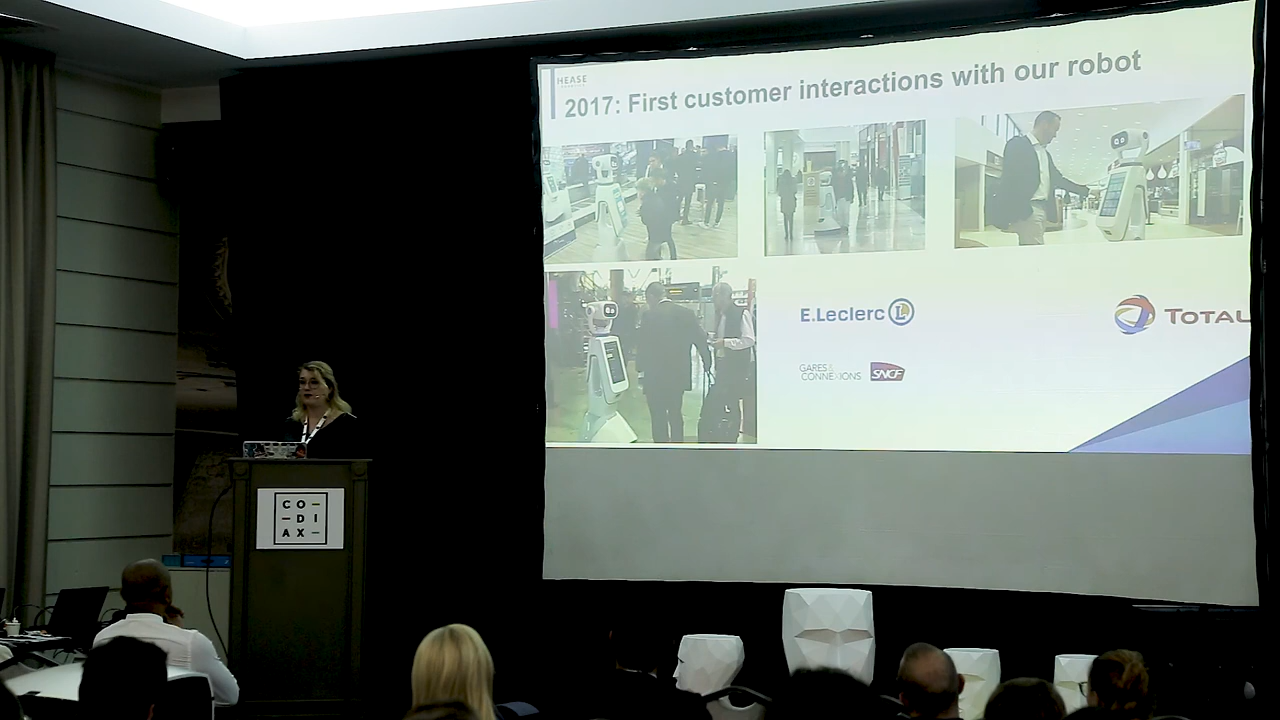 HEASE
2017: First customer interactions with our robot
E.Leclerc L
TOTAL
GARES &
CONNEXIONS SNCF
CO-
-DI
AX-